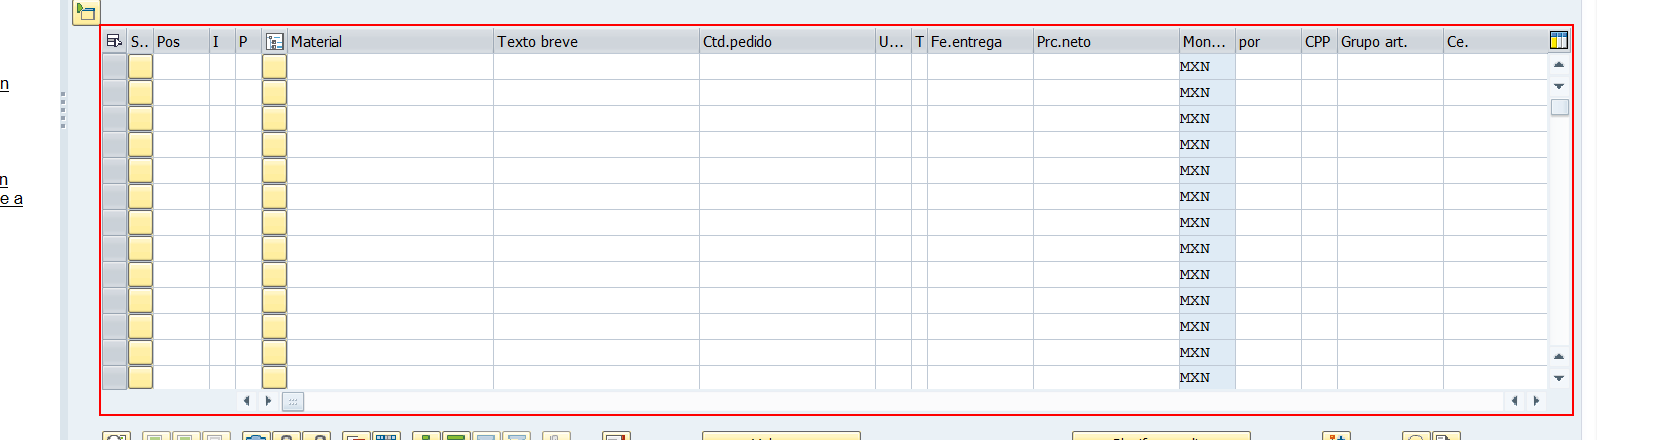 S.. Pos I P Material Texto breve Ctd.pedido U... T Fe.entrega Prc.neto Mon... por CPP Grupo art. Ce.
MXN
n
MXN
MXN
MXN
MXN
n
MXN
e a
MXN
MXN
MXN
MXN
MXN
MXN
MXN